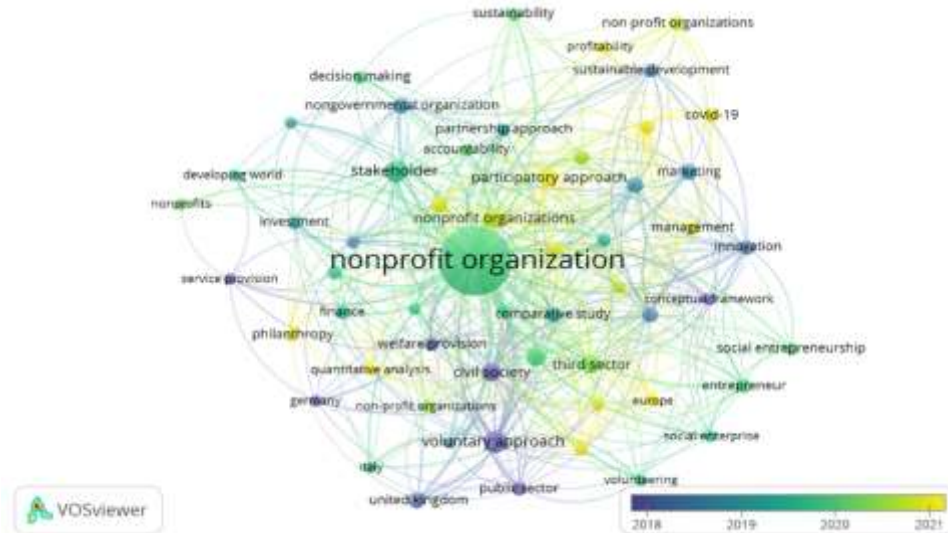 sustainability
non profit organizations
profitability
sustainable development
decision making
nongovernmental organization
covid-19
partnership approach
accountability
stakeholder
participatory approach
marketing
developing world
nonprofits
investment
nonprofit organizations
management
innovation
nonprofit organization
service provision
conceptual framework
finance
comparative study
philanthropy
welfare provision
social entrepreneurship
quantitative analysis
civil society
third sector
entrepreneur
germany
non-profit organizations
europe
voluntary approach
social enterprise
italy
volunteering
united kingdom
public sector
VOSviewer
2018
2019
2020
2021